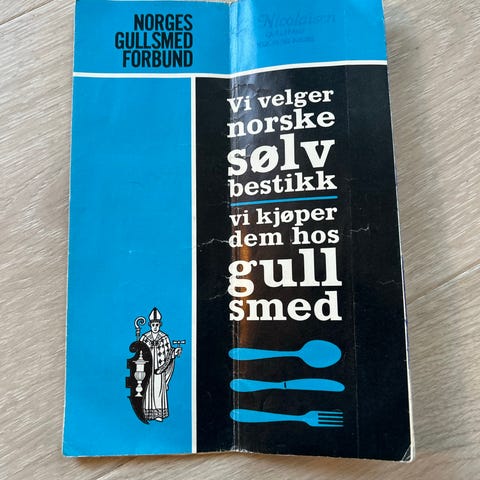 NORGES
GULLSMED
FORBUND
Nicolaisen
Vi velger
norske
sølv
bestikk
vi kjøper
dem hos
gull
smed